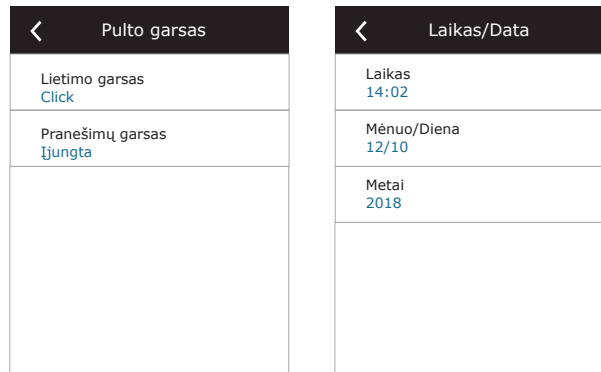 Pulto garsas
Lietimo garsas
Click
Pranešimų garsas
Įjungta
Laikas/Data
Laikas
14:02
Mėnuo/Diena
12/10
Metai
2018